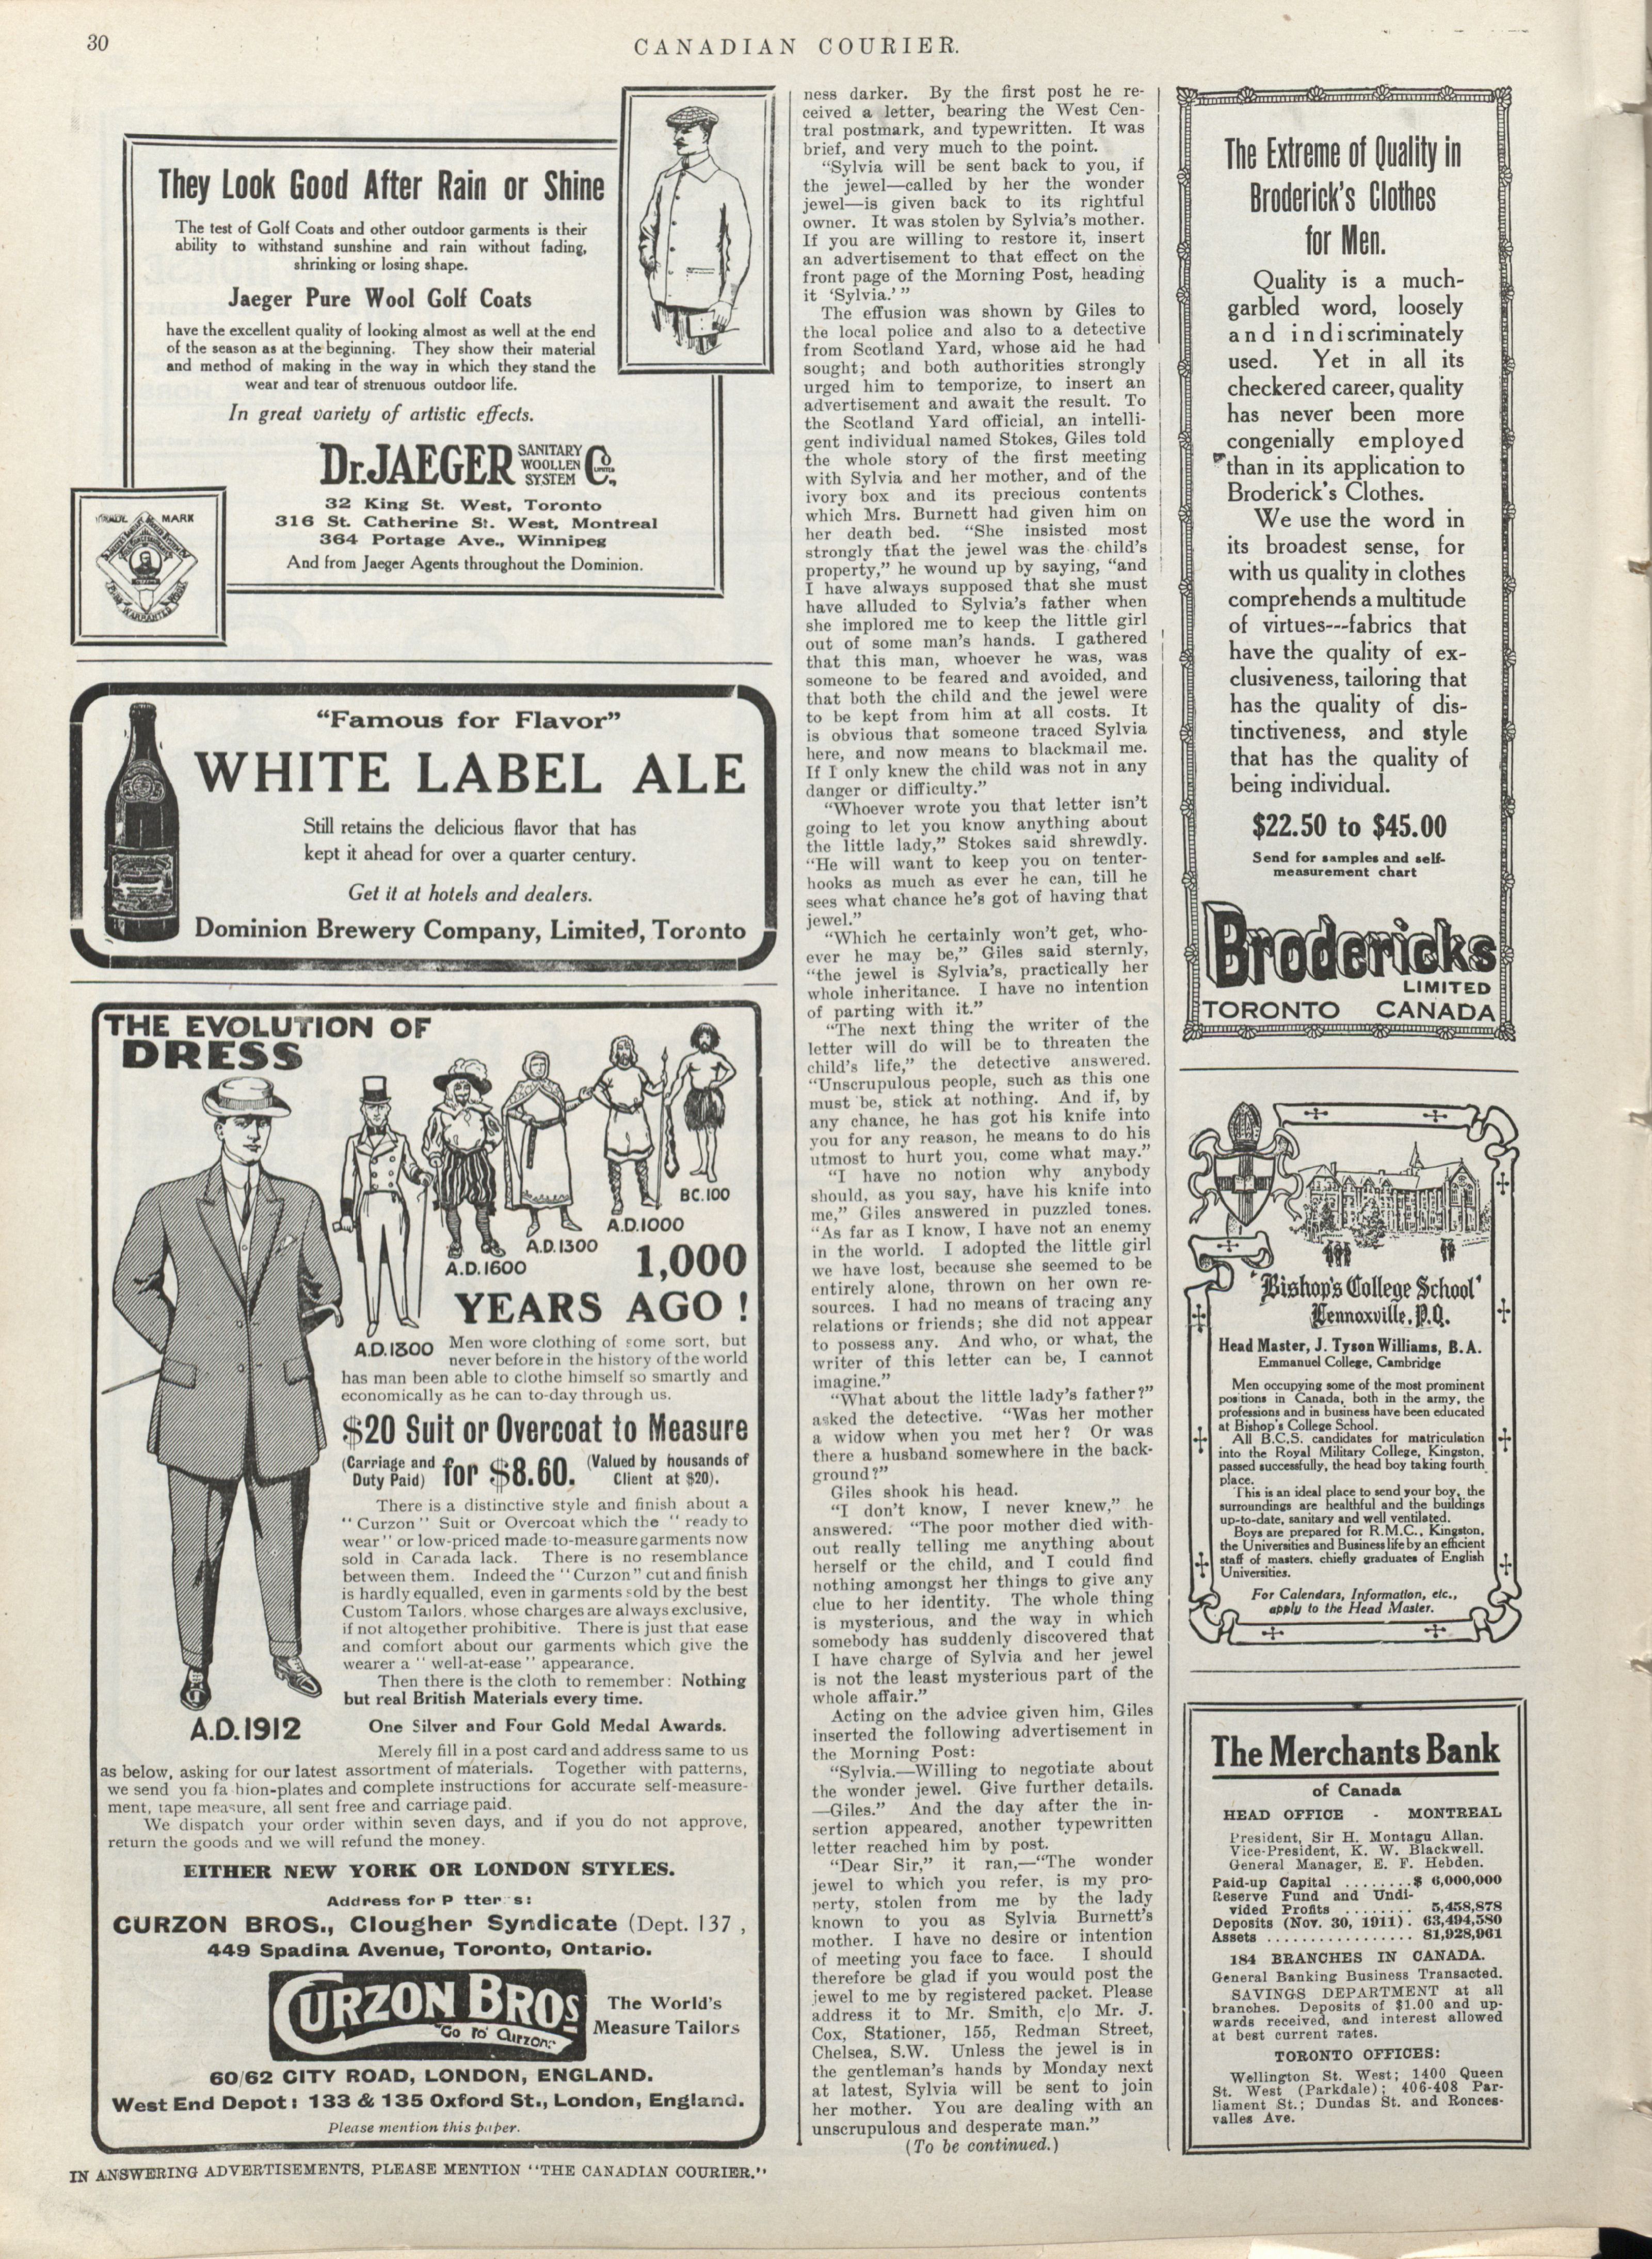 30
CANADIAN COURIER.
They Look Good After Rain or Shine
The test of Golf Coats and other outdoor garments is their
ability to withstand sunshine and rain without fading,
shrinking or losing shape.
Jaeger Pure Wool Golf Coats
have the excellent quality of looking almost as well at the end
of the season as at the beginning. They show their material
and method of making in the way in which they stand the
wear and tear of strenuous outdoor life.
In great variety of artistic effects.
Dr. JAEGER SANITARY WOOLLEN SYSTEM Co., LIMITED
32 King St. West, Toronto
316 St. Catherine St. West, Montreal
364 Portage Ave., Winnipeg
And from Jaeger Agents throughout the Dominion.
TRADE MARK
"Famous for Flavor"
WHITE LABEL ALE
Still retains the delicious flavor that has
kept it ahead for over a quarter century.
Get it at hotels and dealers.
Dominion Brewery Company, Limited, Toronto
THE EVOLUTION OF
DRESS
BC.100
A.D.1000
A.D.1300
A.D.1600
1,000
YEARS AGO!
A.D.1800
Men wore clothing of some sort, but
never before in the history of the world
has man been able to clothe himself so smartly and
economically as he can to-day through us.
$20 Suit or Overcoat to Measure
(Carriage and Duty Paid) for $8.60. (Valued by housands of Client at $20).
There is a distinctive style and finish about a
"Curzon" Suit or Overcoat which the "ready to
wear" or low-priced made-to-measure garments now
sold in Canada lack. There is no resemblance
between them. Indeed the "Curzon" cut and finish
is hardly equalled, even in garments sold by the best
Custom Tailors, whose charges are always exclusive,
if not altogether prohibitive. There is just that ease
and comfort about our garments which give the
wearer a "well-at-ease" appearance.
Then there is the cloth to remember: Nothing
but real British Materials every time.
A.D.1912
One Silver and Four Gold Medal Awards.
Merely fill in a post card and address same to us
as below, asking for our latest assortment of materials. Together with patterns,
we send you fa hion-plates and complete instructions for accurate self-measure-
ment, tape measure, all sent free and carriage paid.
We dispatch your order within seven days, and if you do not approve,
return the goods and we will refund the money.
EITHER NEW YORK OR LONDON STYLES.
Address for P tter s:
CURZON BROS., Clougher Syndicate (Dept. 137 ,
449 Spadina Avenue, Toronto, Ontario.
CURZON BROS
"Go To Curzons"
The World's
Measure Tailors
60/62 CITY ROAD, LONDON, ENGLAND.
West End Depot: 133 & 135 Oxford St., London, England.
Please mention this paper.
IN ANSWERING ADVERTISEMENTS, PLEASE MENTION "THE CANADIAN COURIER."
ness darker. By the first post he re-
ceived a letter, bearing the West Cen-
tral postmark, and typewritten. It was
brief, and very much to the point.
"Sylvia will be sent back to you, if
the jewel—called by her the wonder
jewel—is given back to its rightful
owner. It was stolen by Sylvia's mother.
If you are willing to restore it, insert
an advertisement to that effect on the
front page of the Morning Post, heading
it 'Sylvia.'"
The effusion was shown by Giles to
the local police and also to a detective
from Scotland Yard, whose aid he had
sought; and both authorities strongly
urged him to temporize, to insert an
advertisement and await the result. To
the Scotland Yard official, an intelli-
gent individual named Stokes, Giles told
the whole story of the first meeting
with Sylvia and her mother, and of the
ivory box and its precious contents
which Mrs. Burnett had given him on
her death bed. "She insisted most
strongly that the jewel was the child's
property," he wound up by saying, "and
I have always supposed that she must
have alluded to Sylvia's father when
she implored me to keep the little girl
out of some man's hands. I gathered
that this man, whoever he was, was
someone to be feared and avoided, and
that both the child and the jewel were
to be kept from him at all costs. It
is obvious that someone traced Sylvia
here, and now means to blackmail me.
If I only knew the child was not in any
danger or difficulty."
"Whoever wrote you that letter isn't
going to let you know anything about
the little lady," Stokes said shrewdly.
"He will want to keep you on tenter-
hooks as much as ever he can, till he
sees what chance he's got of having that
jewel."
"Which he certainly won't get, who-
ever he may be," Giles said sternly,
"the jewel is Sylvia's, practically her
whole inheritance. I have no intention
of parting with it."
"The next thing the writer of the
letter will do will be to threaten the
child's life," the detective answered.
"Unscrupulous people, such as this one
must be, stick at nothing. And if, by
any chance, he has got his knife into
you for any reason, he means to do his
utmost to hurt you, come what may."
"I have no notion why anybody
should, as you say, have his knife into
me," Giles answered in puzzled tones.
"As far as I know, I have not an enemy
in the world. I adopted the little girl
we have lost, because she seemed to be
entirely alone, thrown on her own re-
sources. I had no means of tracing any
relations or friends; she did not appear
to possess any. And who, or what, the
writer of this letter can be, I cannot
imagine."
"What about the little lady's father?"
asked the detective. "Was her mother
a widow when you met her? Or was
there a husband somewhere in the back-
ground?"
Giles shook his head.
"I don't know, I never knew," he
answered. "The poor mother died with-
out really telling me anything about
herself or the child, and I could find
nothing amongst her things to give any
clue to her identity. The whole thing
is mysterious, and the way in which
somebody has suddenly discovered that
I have charge of Sylvia and her jewel
is not the least mysterious part of the
whole affair."
Acting on the advice given him, Giles
inserted the following advertisement in
the Morning Post:
"Sylvia.—Willing to negotiate about
the wonder jewel. Give further details.
—Giles." And the day after the in-
sertion appeared, another typewritten
letter reached him by post.
"Dear Sir," it ran,—"The wonder
jewel to which you refer, is my pro-
perty, stolen from me by the lady
known to you as Sylvia Burnett's
mother. I have no desire or intention
of meeting you face to face. I should
therefore be glad if you would post the
jewel to me by registered packet. Please
address it to Mr. Smith, c|o Mr. J.
Cox, Stationer, 155, Redman Street,
Chelsea, S.W. Unless the jewel is in
the gentleman's hands by Monday next
at latest, Sylvia will be sent to join
her mother. You are dealing with an
unscrupulous and desperate man."
(To be continued.)
The Extreme of Quality in
Broderick's Clothes
for Men.
Quality is a much-
garbled word, loosely
and indiscriminately
used. Yet in all its
checkered career, quality
has never been more
congenially employed
than in its application to
Broderick's Clothes.
We use the word in
its broadest sense, for
with us quality in clothes
comprehends a multitude
of virtues---fabrics that
have the quality of ex-
clusiveness, tailoring that
has the quality of dis-
tinctiveness, and style
that has the quality of
being individual.
$22.50 to $45.00
Send for samples and self-
measurement chart
Brodericks
LIMITED
TORONTO CANADA
'Bishop's College School'
Lennoxville, P.Q.
Head Master, J. Tyson Williams, B.A.
Emmanuel College, Cambridge
Men occupying some of the most prominent
positions in Canada, both in the army, the
professions and in business have been educated
at Bishop's College School.
All B.C.S. candidates for matriculation
into the Royal Military College, Kingston,
passed successfully, the head boy taking fourth
place.
This is an ideal place to send your boy, the
surroundings are healthful and the buildings
up-to-date, sanitary and well ventilated.
Boys are prepared for R.M.C., Kingston,
the Universities and Business life by an efficient
staff of masters, chiefly graduates of English
Universities.
For Calendars, Information, etc.,
apply to the Head Master.
The Merchants Bank
of Canada
HEAD OFFICE - MONTREAL
President, Sir H. Montagu Allan.
Vice-President, K. W. Blackwell.
General Manager, E. F. Hebden.
Paid-up Capital ........$ 6,000,000
Reserve Fund and Undi-
vided Profits ........ 5,458,878
Deposits (Nov. 30, 1911). 63,494,580
Assets ................. 81,928,961
184 BRANCHES IN CANADA.
General Banking Business Transacted.
SAVINGS DEPARTMENT at all
branches. Deposits of $1.00 and up-
wards received, and interest allowed
at best current rates.
TORONTO OFFICES:
Wellington St. West; 1400 Queen
St. West (Parkdale); 406-408 Par-
liament St.; Dundas St. and Ronces-
valles Ave.